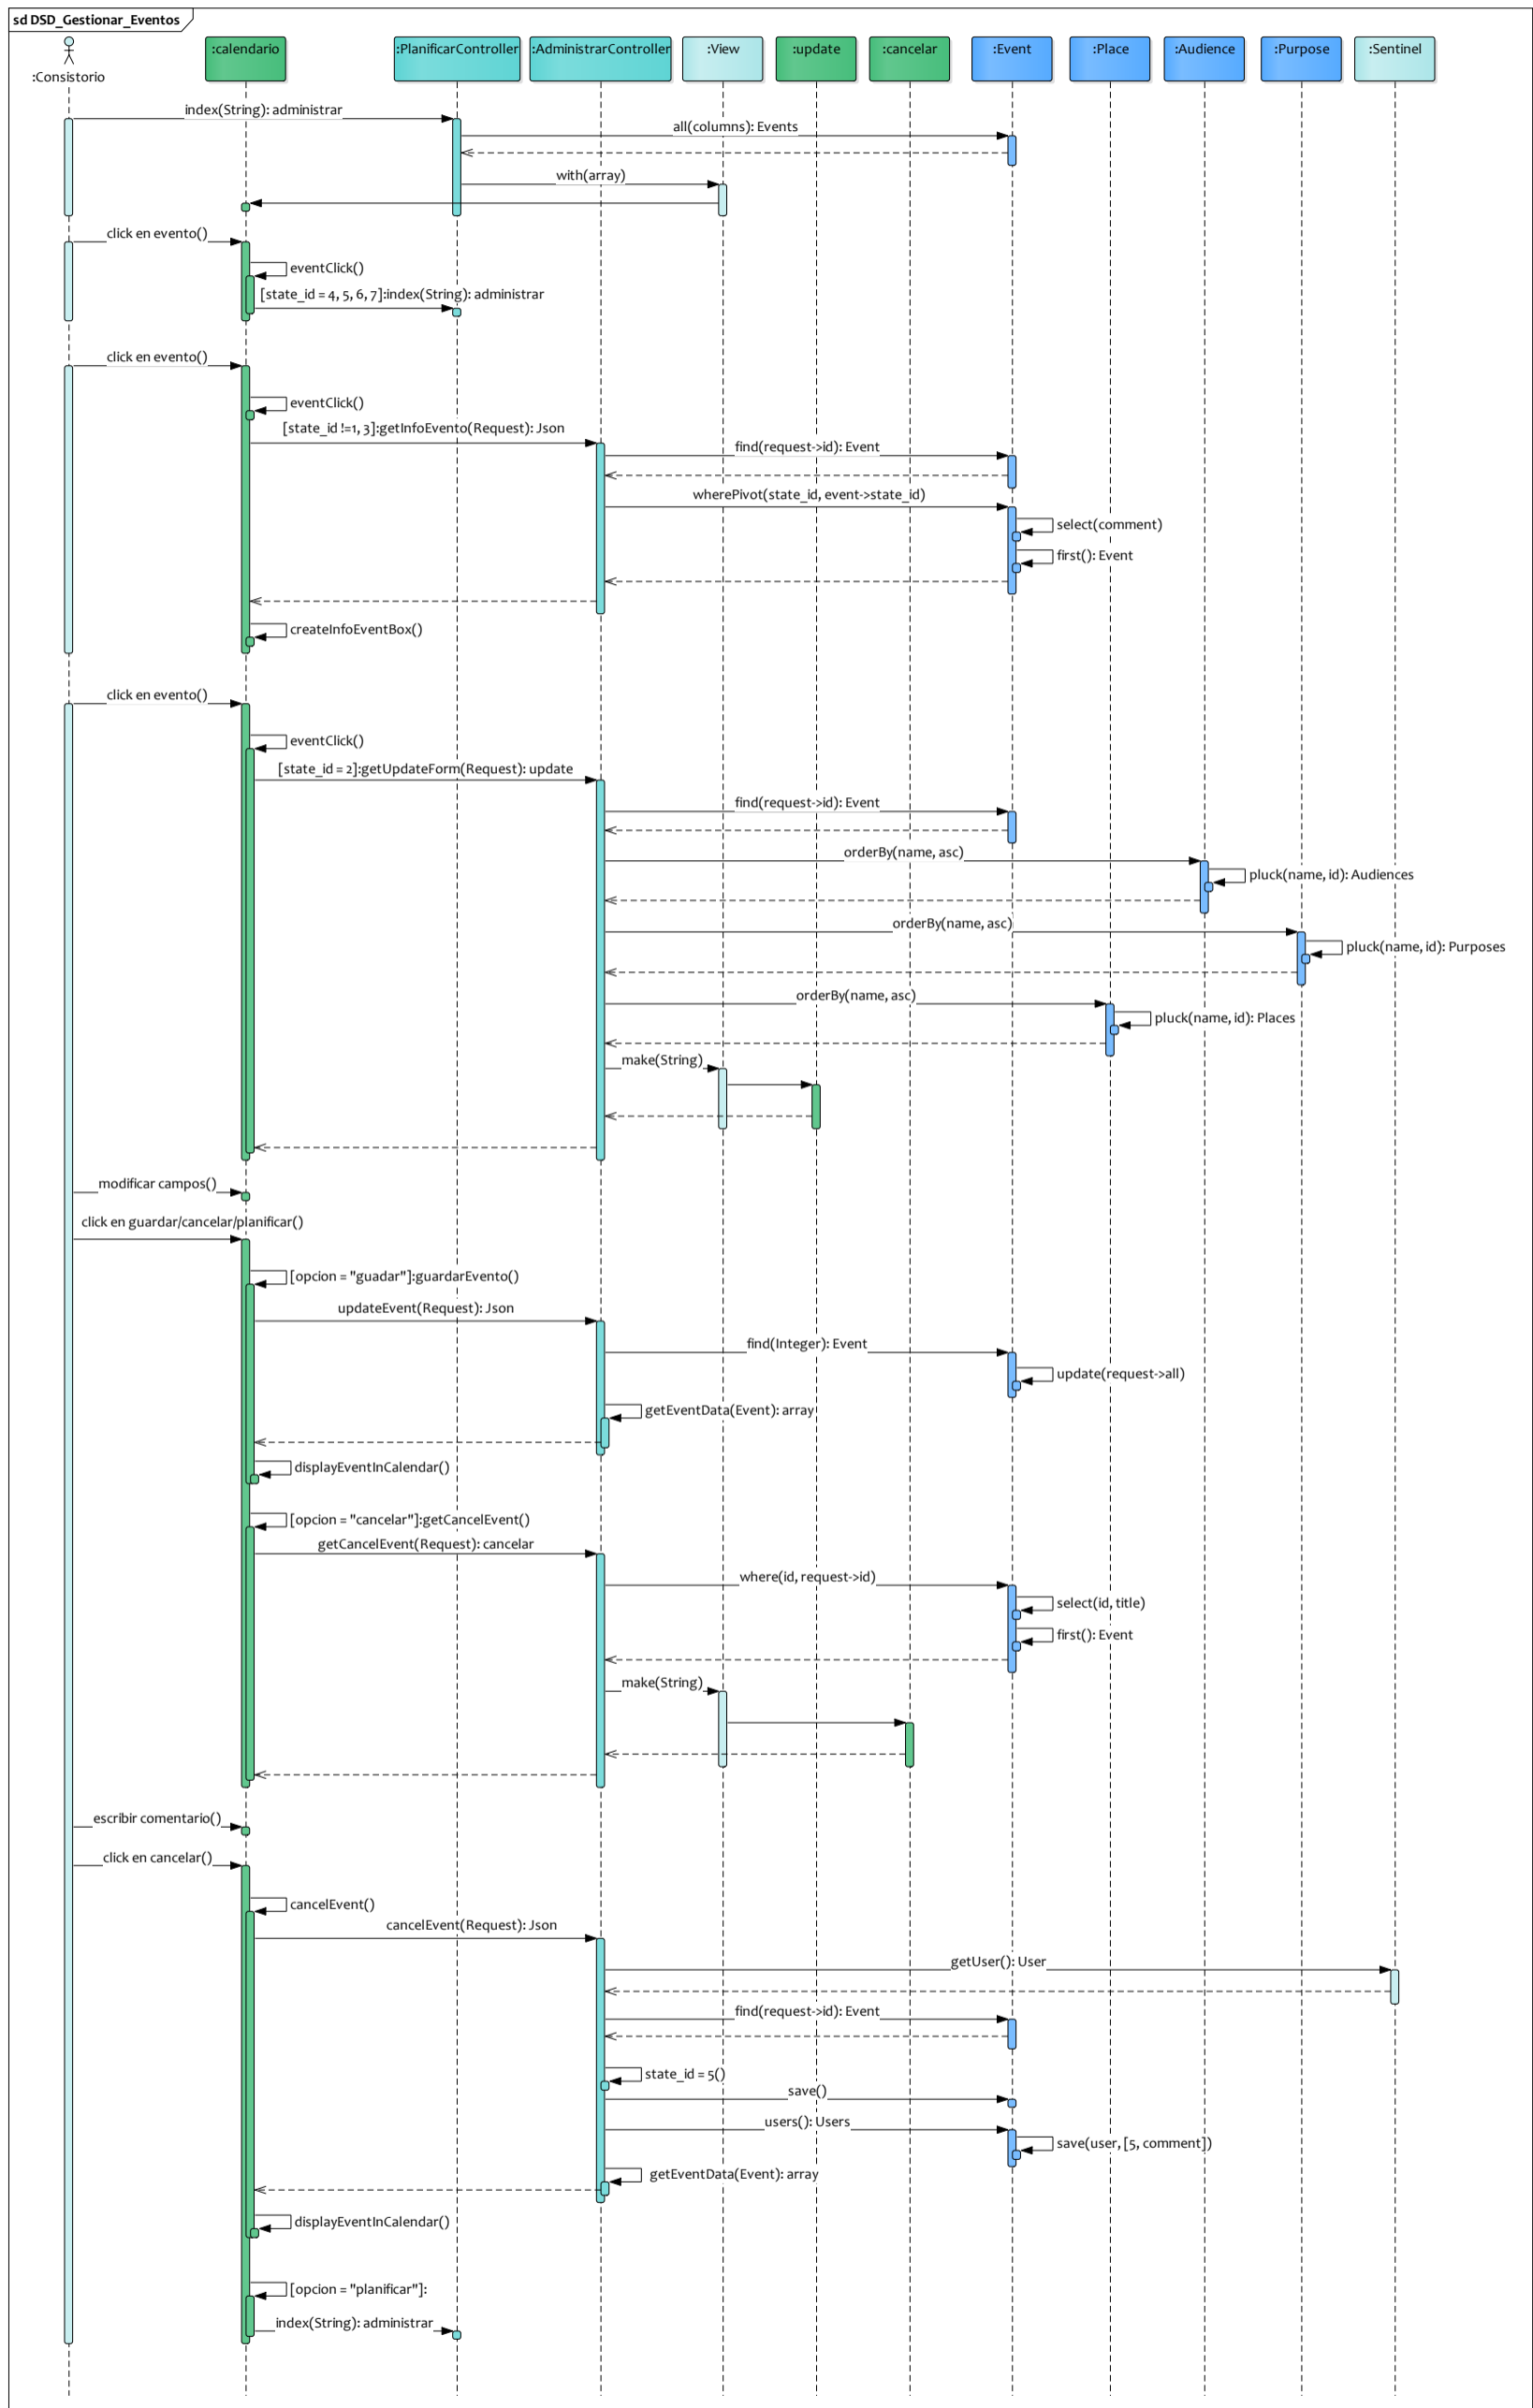 sd DSD_Gestionar_Eventos
:Consistorio
:calendario
:PlanificarController
:AdministrarController
:View
:update
:cancelar
:Event
:Place
:Audience
:Purpose
:Sentinel
index(String): administrar
all(columns): Events
with(array)
click en evento()
eventClick()
[state_id = 4, 5, 6, 7]:index(String): administrar
click en evento()
eventClick()
[state_id !=1, 3]:getInfoEvento(Request): Json
find(request->id): Event
wherePivot(state_id, event->state_id)
select(comment)
first(): Event
createInfoEventBox()
click en evento()
eventClick()
[state_id = 2]:getUpdateForm(Request): update
find(request->id): Event
orderBy(name, asc)
pluck(name, id): Audiences
orderBy(name, asc)
pluck(name, id): Purposes
orderBy(name, asc)
pluck(name, id): Places
make(String)
modificar campos()
click en guardar/cancelar/planificar()
[opcion = "guadar"]:guardarEvento()
updateEvent(Request): Json
find(Integer): Event
update(request->all)
getEventData(Event): array
displayEventInCalendar()
[opcion = "cancelar"]:getCancelEvent()
getCancelEvent(Request): cancelar
where(id, request->id)
select(id, title)
first(): Event
make(String)
escribir comentario()
click en cancelar()
cancelEvent()
cancelEvent(Request): Json
getUser(): User
find(request->id): Event
state_id = 5()
save()
users(): Users
save(user, [5, comment])
getEventData(Event): array
displayEventInCalendar()
[opcion = "planificar"]:
index(String): administrar